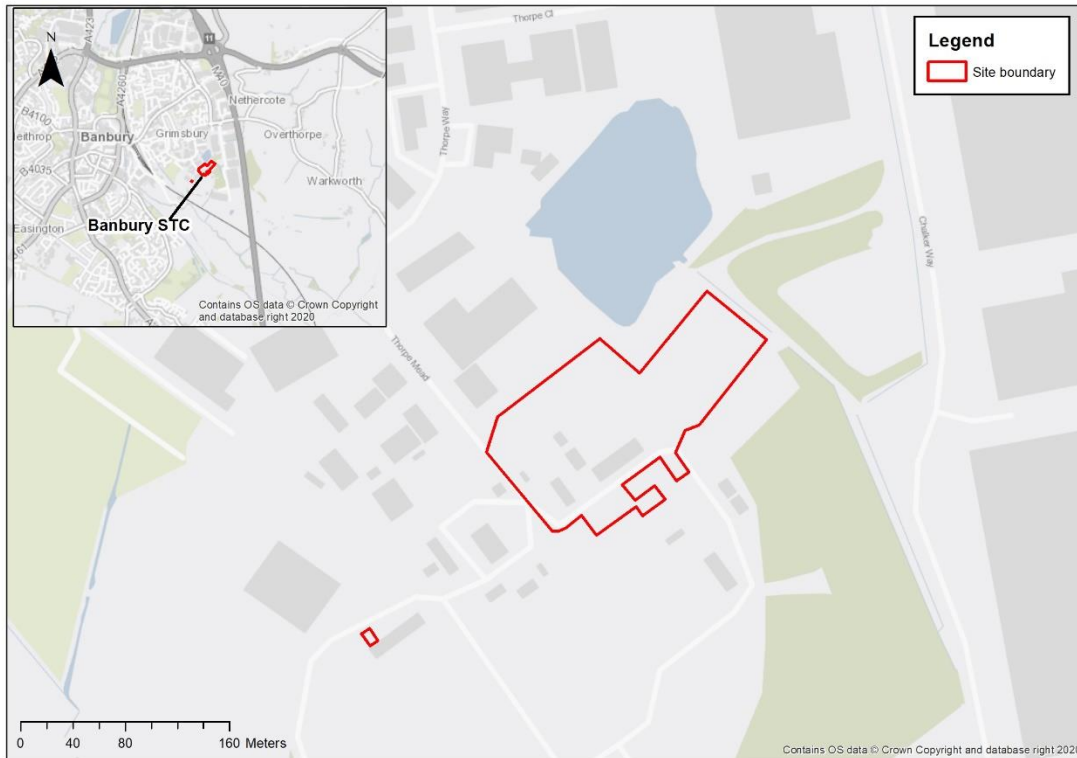 N
A423
A4260
11
M40
Nethercote
B4100
Grimsbury
Overthorpe
Banbury
B4035
Warkworth
Banbury STC
Easington
Contains OS data © Crown Copyright
and database right 2020
Thorpe Cl
Thorpe Way
Legend
Site boundary
Chalker Way
Thorpe Mead
0 40 80 160 Meters
Contains OS data © Crown Copyright and database right 2020